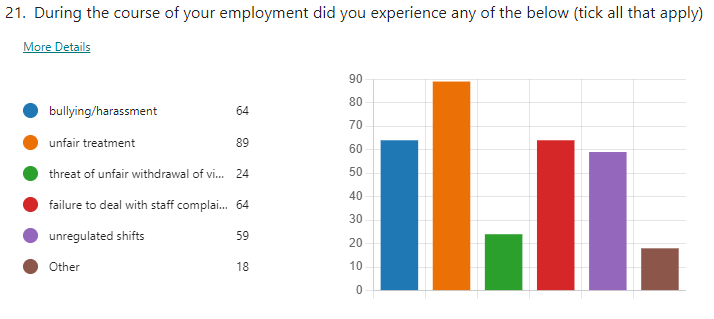 21. During the course of your employment did you experience any of the below (tick all that apply)
More Details
bullying/harassment 64
unfair treatment 89
threat of unfair withdrawal of vi... 24
failure to deal with staff complai... 64
unregulated shifts 59
Other 18
90
80
70
60
50
40
30
20
10
0